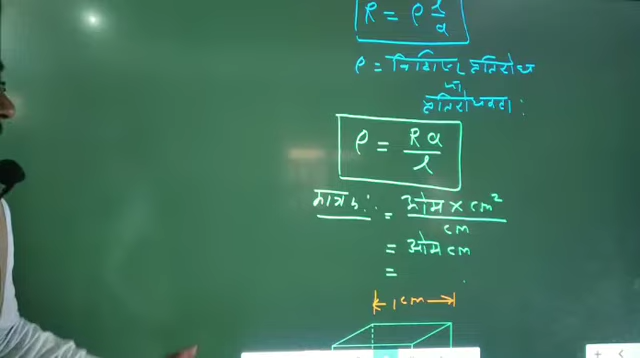 R = ρ l/a
ρ = विशिष्ट प्रतिरोध
या
प्रतिरोधकता :
ρ = Ra/l
मात्रक :- = ओम × cm²/cm
= ओम cm
=
1 cm